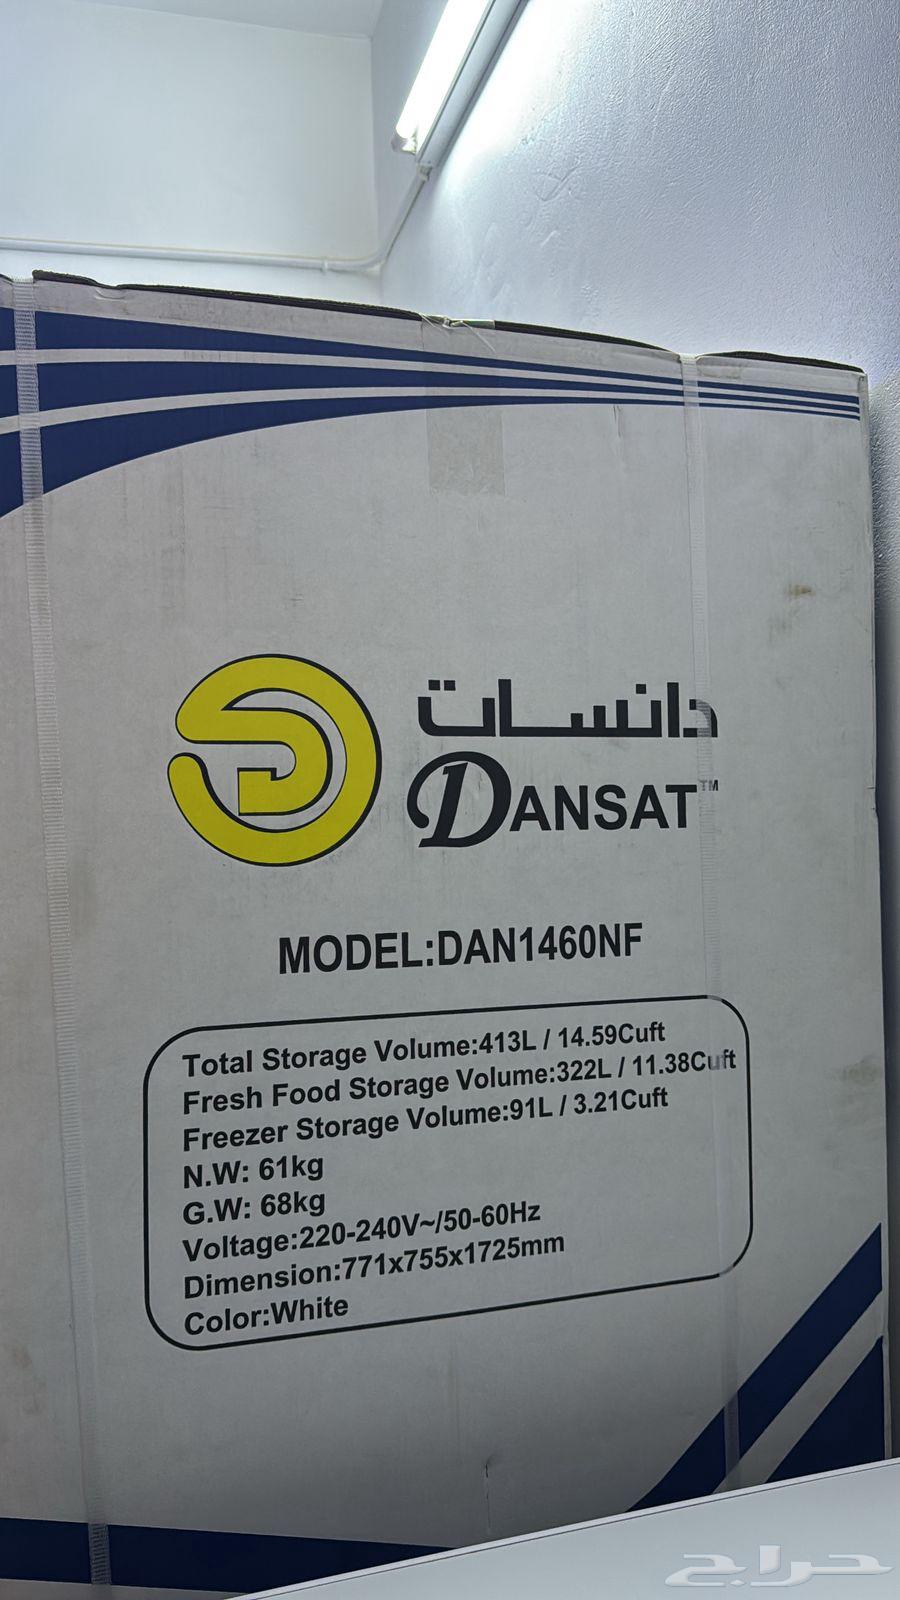 دانسات
DANSAT™
MODEL:DAN1460NF
Total Storage Volume:413L / 14.59Cuft
Fresh Food Storage Volume:322L / 11.38Cuft
Freezer Storage Volume:91L / 3.21Cuft
N.W: 61kg
G.W: 68kg
Voltage:220-240V~/50-60Hz
Dimension:771x755x1725mm
Color:White
حراج